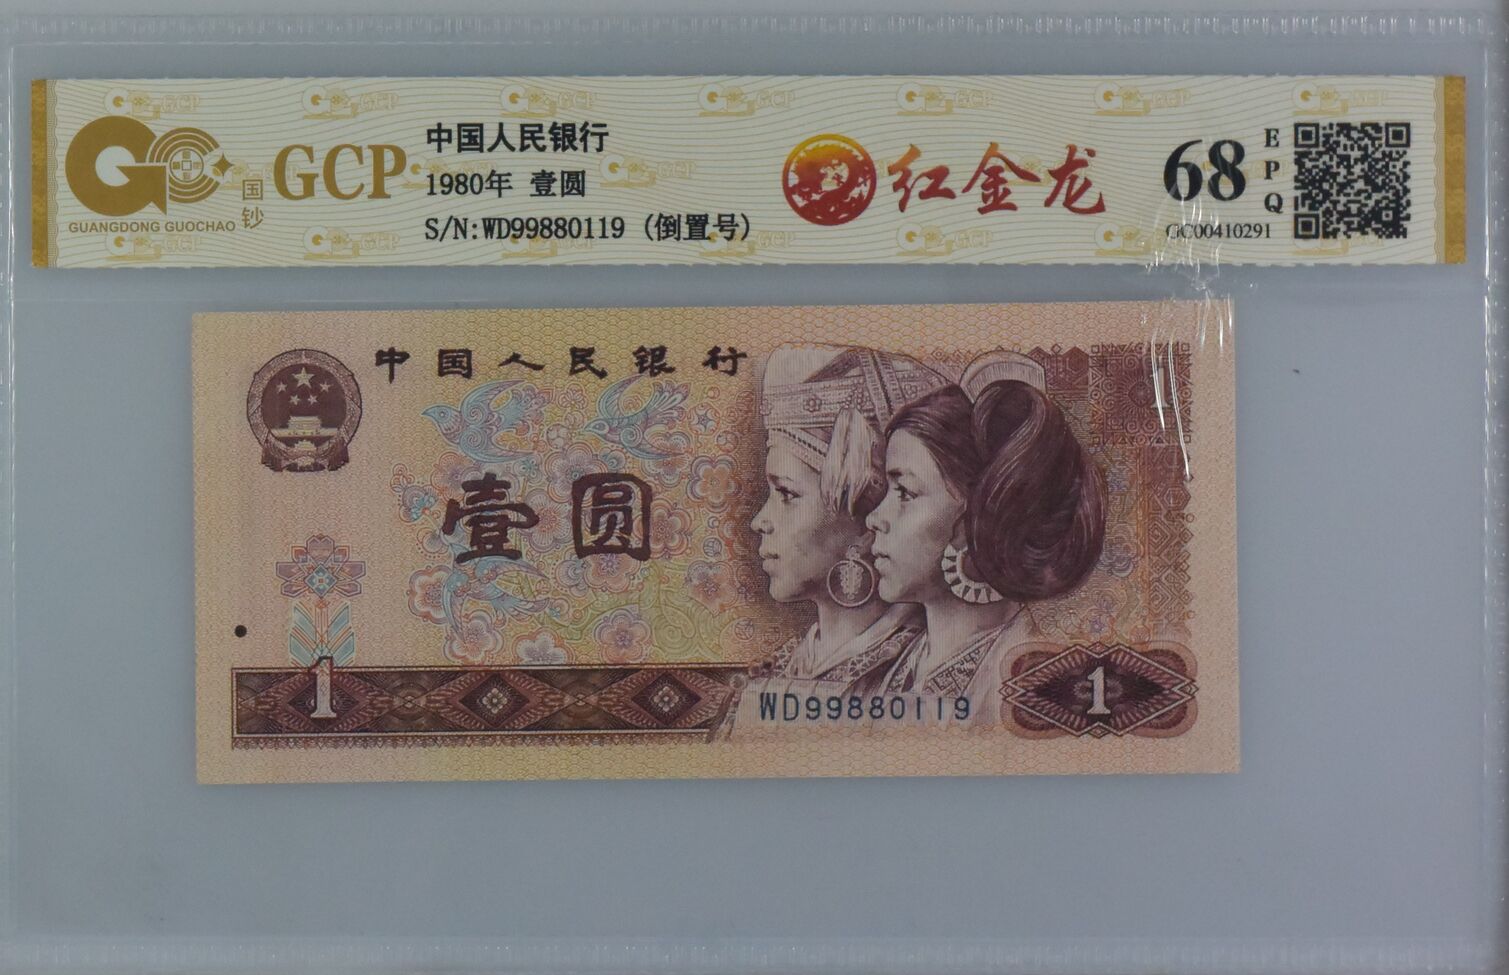 GCP
国钞
GUANGDONG GUOCHAO
中国人民银行
1980年 壹圆
S/N:WD99880119 (倒置号)
红金龙
68
EPQ
GC00410291
中国人民银行
壹圆
1
WD99880119
1